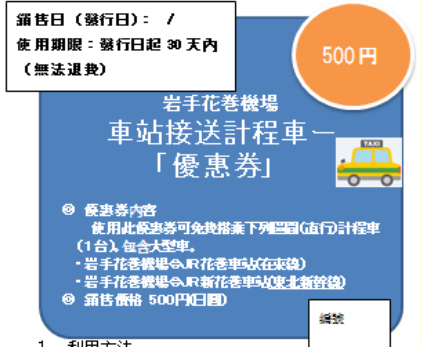 銷售日(發行日): /
使用期限:發行日起 30 天內
(無法退費)
500 円
岩手花巻機場
車站接送計程車ー
「優惠券」
TAXI
◎ 優惠券內容
使用此優惠券可免費搭乘下列區間(直行)計程車
(1台),包含大型車。
・岩手花巻機場⇔JR花巻車站(在來線)
・岩手花巻機場⇔JR新花巻車站(東北新幹線)
◎ 銷售價格 500円(日圓)
編號
1. 利用方法